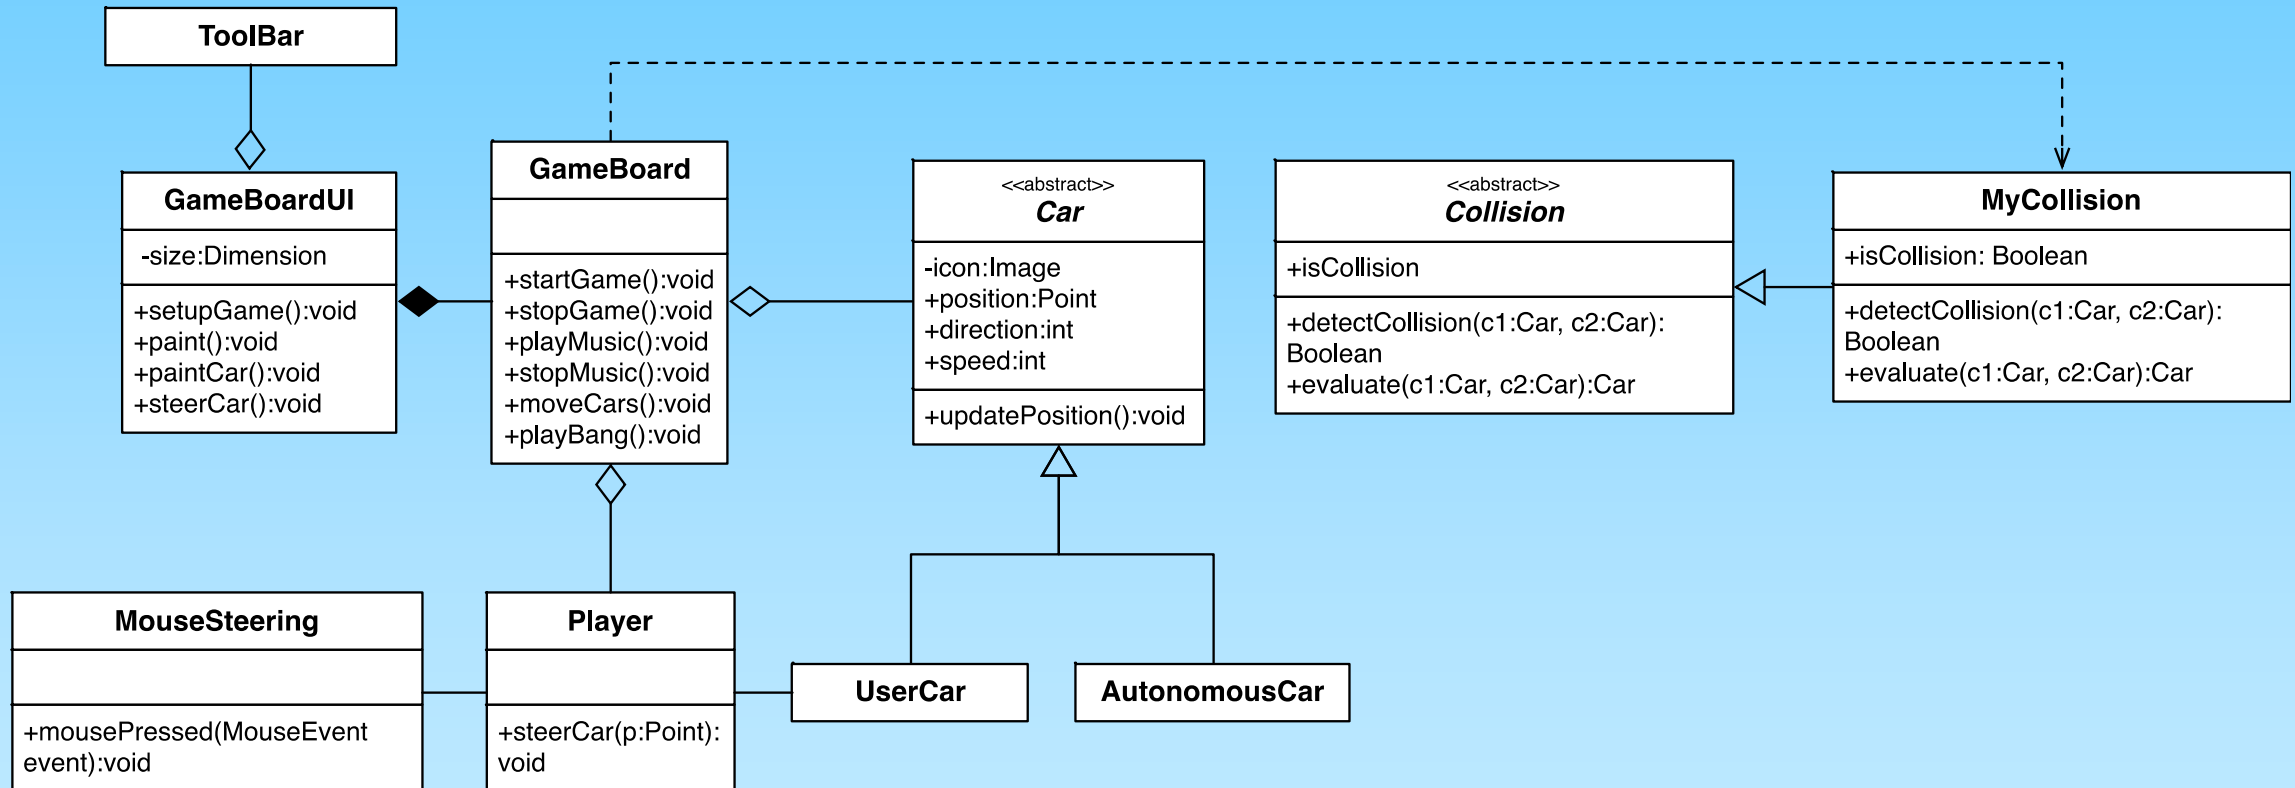 ToolBar
GameBoardUI
-size:Dimension
+setupGame():void
+paint():void
+paintCar():void
+steerCar():void
GameBoard
+startGame():void
+stopGame():void
+playMusic():void
+stopMusic():void
+moveCars():void
+playBang():void
<<abstract>>
Car
-icon:Image
+position:Point
+direction:int
+speed:int
+updatePosition():void
<<abstract>>
Collision
+isCollision
+detectCollision(c1:Car, c2:Car):
Boolean
+evaluate(c1:Car, c2:Car):Car
MyCollision
+isCollision: Boolean
+detectCollision(c1:Car, c2:Car):
Boolean
+evaluate(c1:Car, c2:Car):Car
MouseSteering
+mousePressed(MouseEvent
event):void
Player
+steerCar(p:Point):
void
UserCar
AutonomousCar